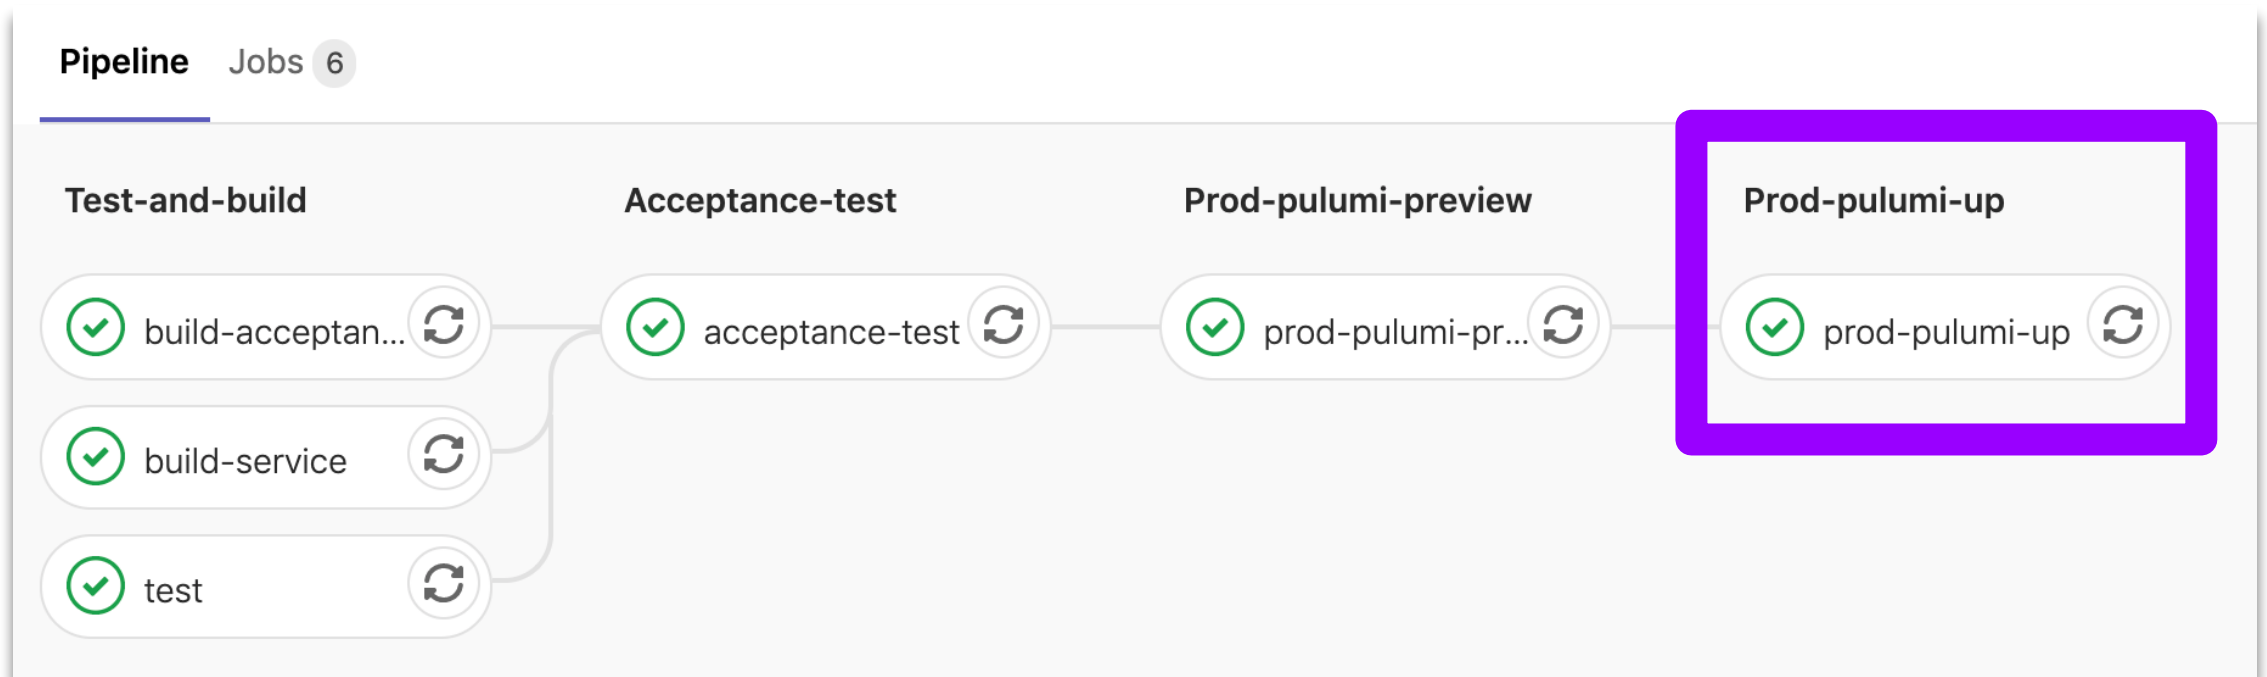 Pipeline Jobs 6
Test-and-build Acceptance-test Prod-pulumi-preview Prod-pulumi-up
build-acceptan... acceptance-test prod-pulumi-pr... prod-pulumi-up
build-service
test